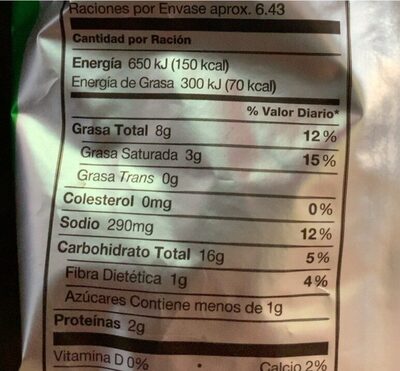 Raciones por Envase aprox. 6.43
Cantidad por Ración
Energía 650 kJ (150 kcal)
Energía de Grasa 300 kJ (70 kcal)
% Valor Diario*
Grasa Total 8g 12%
Grasa Saturada 3g 15%
Grasa Trans 0g
Colesterol 0mg 0%
Sodio 290mg 12%
Carbohidrato Total 16g 5%
Fibra Dietética 1g 4%
Azúcares Contiene menos de 1g
Proteínas 2g
Vitamina D 0% • Calcio 2%